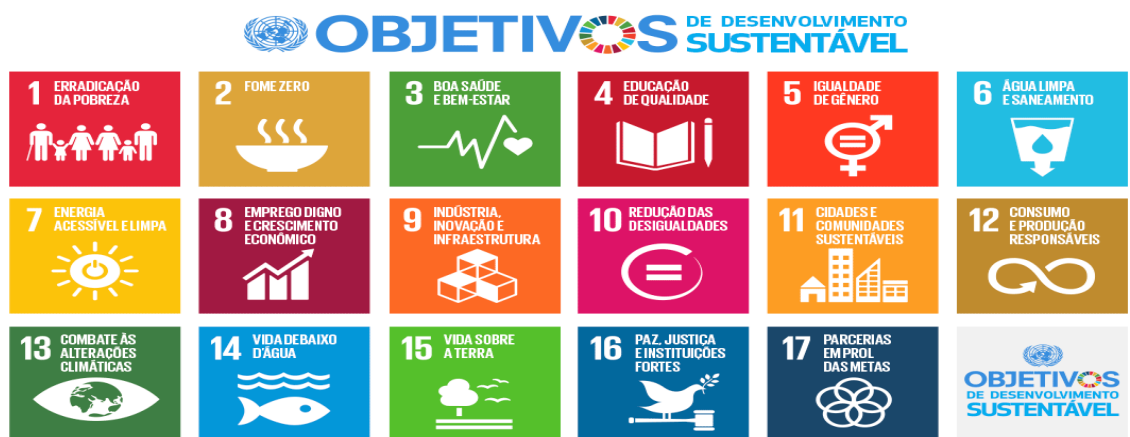 OBJETIVOS DE DESENVOLVIMENTO
SUSTENTÁVEL
1 ERRADICAÇÃO
DA POBREZA
2 FOME ZERO
3 BOA SAÚDE
E BEM-ESTAR
4 EDUCAÇÃO
DE QUALIDADE
5 IGUALDADE
DE GÊNERO
6 ÁGUA LIMPA
E SANEAMENTO
7 ENERGIA
ACESSÍVEL E LIMPA
8 EMPREGO DIGNO
E CRESCIMENTO
ECONÔMICO
9 INDÚSTRIA,
INOVAÇÃO E
INFRAESTRUTURA
10 REDUÇÃO DAS
DESIGUALDADES
11 CIDADES E
COMUNIDADES
SUSTENTÁVEIS
12 CONSUMO
E PRODUÇÃO
RESPONSÁVEIS
13 COMBATE ÀS
ALTERAÇÕES
CLIMÁTICAS
14 VIDA DEBAIXO
D'ÁGUA
15 VIDA SOBRE
A TERRA
16 PAZ, JUSTIÇA
E INSTITUIÇÕES
FORTES
17 PARCERIAS
EM PROL
DAS METAS
OBJETIVOS
DE DESENVOLVIMENTO
SUSTENTÁVEL